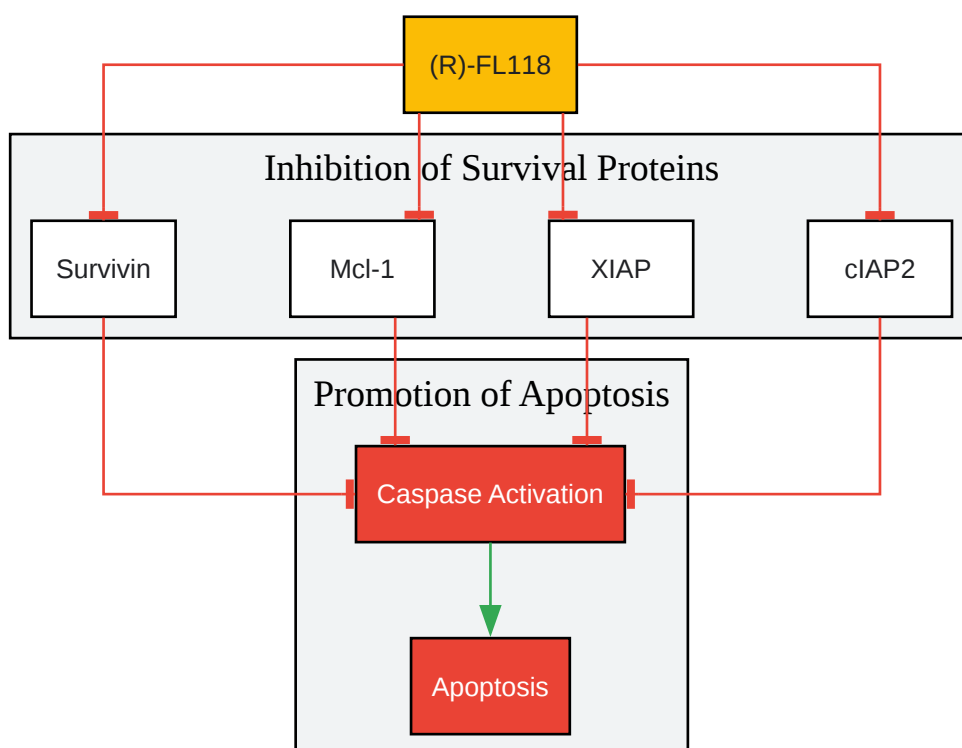 (R)-FL118
Inhibition of Survival Proteins
Survivin
Mcl-1
XIAP
cIAP2
Promotion of Apoptosis
Caspase Activation
Apoptosis